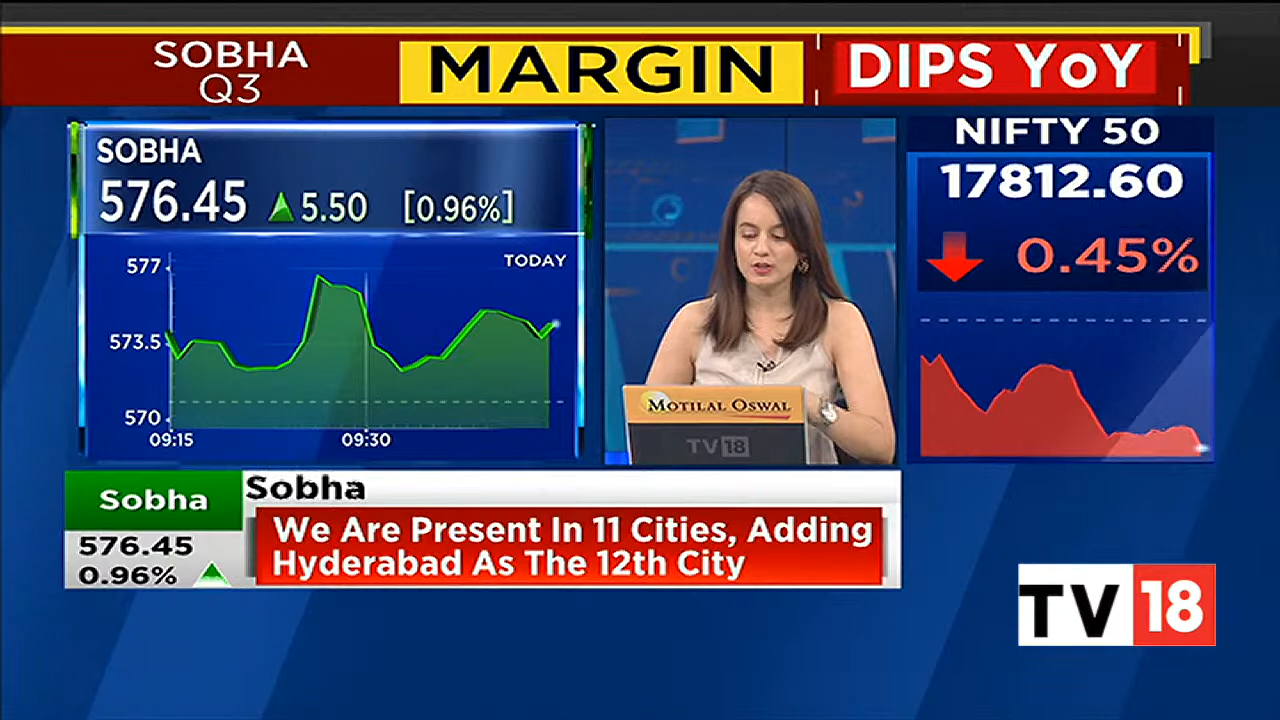 SOBHA
Q3
MARGIN
DIPS YoY
SOBHA
576.45 ▲ 5.50 [0.96%]
TODAY
577
573.5
570
09:15 09:30
MOTILAL OSWAL
TV18
NIFTY 50
17812.60
0.45%
Sobha
576.45
0.96%
Sobha
We Are Present In 11 Cities, Adding
Hyderabad As The 12th City
TV18